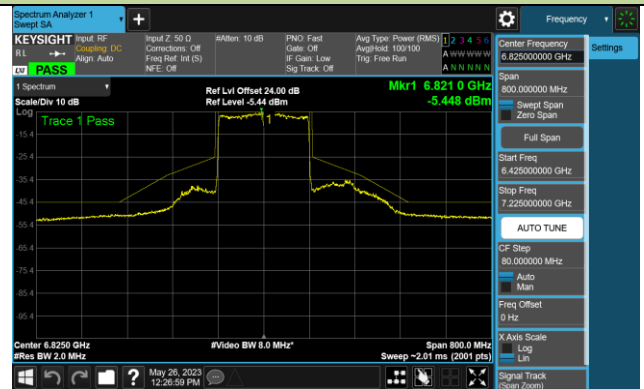 Spectrum Analyzer 1
Swept SA
Frequency
KEYSIGHT
RL
Input: RF
Coupling: DC
Align: Auto
Input Z: 50 Ω
Corrections: Off
Freq Ref: Int (S)
NFE: Off
#Atten: 10 dB
PNO: Fast
Gate: Off
IF Gain: Low
Sig Track: Off
Avg Type: Power (RMS)
Avg|Hold: 100/100
Trig: Free Run
1 2 3 4 5 6
A W W W W W
A N N N N N
LXI PASS
1 Spectrum
Scale/Div 10 dB
Ref Lvl Offset 24.00 dB
Ref Level -5.44 dBm
Mkr1 6.821 0 GHz
-5.448 dBm
Log
Trace 1 Pass
1
-15.4
-25.4
-35.4
-45.4
-55.4
-65.4
-75.4
-85.4
-95.4
Center 6.8250 GHz
#Res BW 2.0 MHz
#Video BW 8.0 MHz*
Span 800.0 MHz
Sweep ~2.01 ms (2001 pts)
May 26, 2023
12:26:59 PM
Settings
Center Frequency
6.825000000 GHz
Span
800.000000 MHz
Swept Span
Zero Span
Full Span
Start Freq
6.425000000 GHz
Stop Freq
7.225000000 GHz
AUTO TUNE
CF Step
80.000000 MHz
Auto
Man
Freq Offset
0 Hz
X Axis Scale
Log
Lin
Signal Track
(Span Zoom)